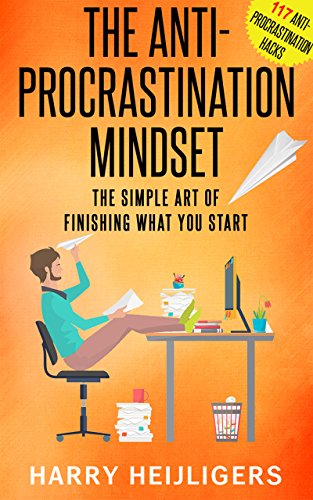 THE ANTI-
PROCRASTINATION
MINDSET
117 ANTI-
PROCRASTINATION
HACKS
THE SIMPLE ART OF
FINISHING WHAT YOU START
HARRY HEIJLIGERS